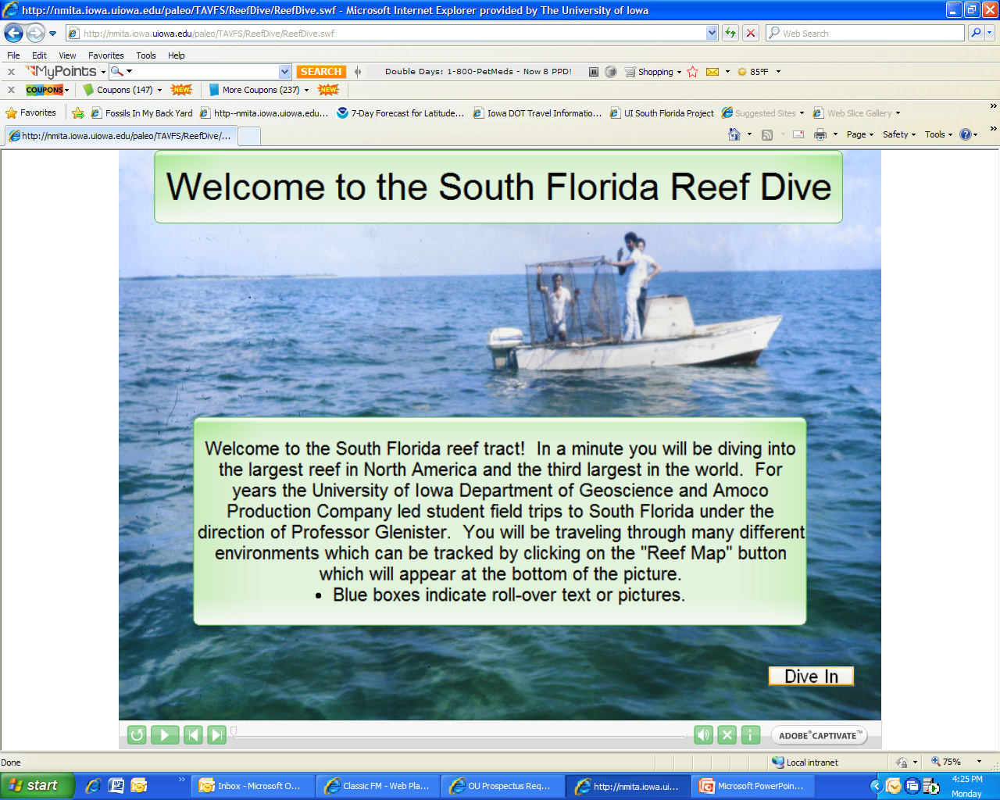 http://nmita.iowa.uiowa.edu/paleo/TAVFS/ReefDive/ReefDive.swf - Microsoft Internet Explorer provided by The University of Iowa
http://nmita.iowa.uiowa.edu/paleo/TAVFS/ReefDive/ReefDive.swf Web Search
File Edit View Favorites Tools Help
MyPoints SEARCH Double Days: 1-800-PetMeds - Now 8 PPD! Shopping 85°F
COUPONS Coupons (147) NEW More Coupons (237) NEW
Favorites Fossils In My Back Yard http--nmita.iowa.uiowa.edu... 7-Day Forecast for Latitude... Iowa DOT Travel Informatio... UI South Florida Project Suggested Sites Web Slice Gallery
http://nmita.iowa.uiowa.edu/paleo/TAVFS/ReefDive/... Page Safety Tools
Welcome to the South Florida Reef Dive
Welcome to the South Florida reef tract! In a minute you will be diving into
the largest reef in North America and the third largest in the world. For
years the University of Iowa Department of Geoscience and Amoco
Production Company led student field trips to South Florida under the
direction of Professor Glenister. You will be traveling through many different
environments which can be tracked by clicking on the "Reef Map" button
which will appear at the bottom of the picture.
• Blue boxes indicate roll-over text or pictures.
Dive In
ADOBE® CAPTIVATE™
Done Local intranet 75%
start Inbox - Microsoft O... Classic FM - Web Pla... OU Prospectus Req... http://nmita.iowa.ui... Microsoft PowerPoin... 4:25 PM
Monday